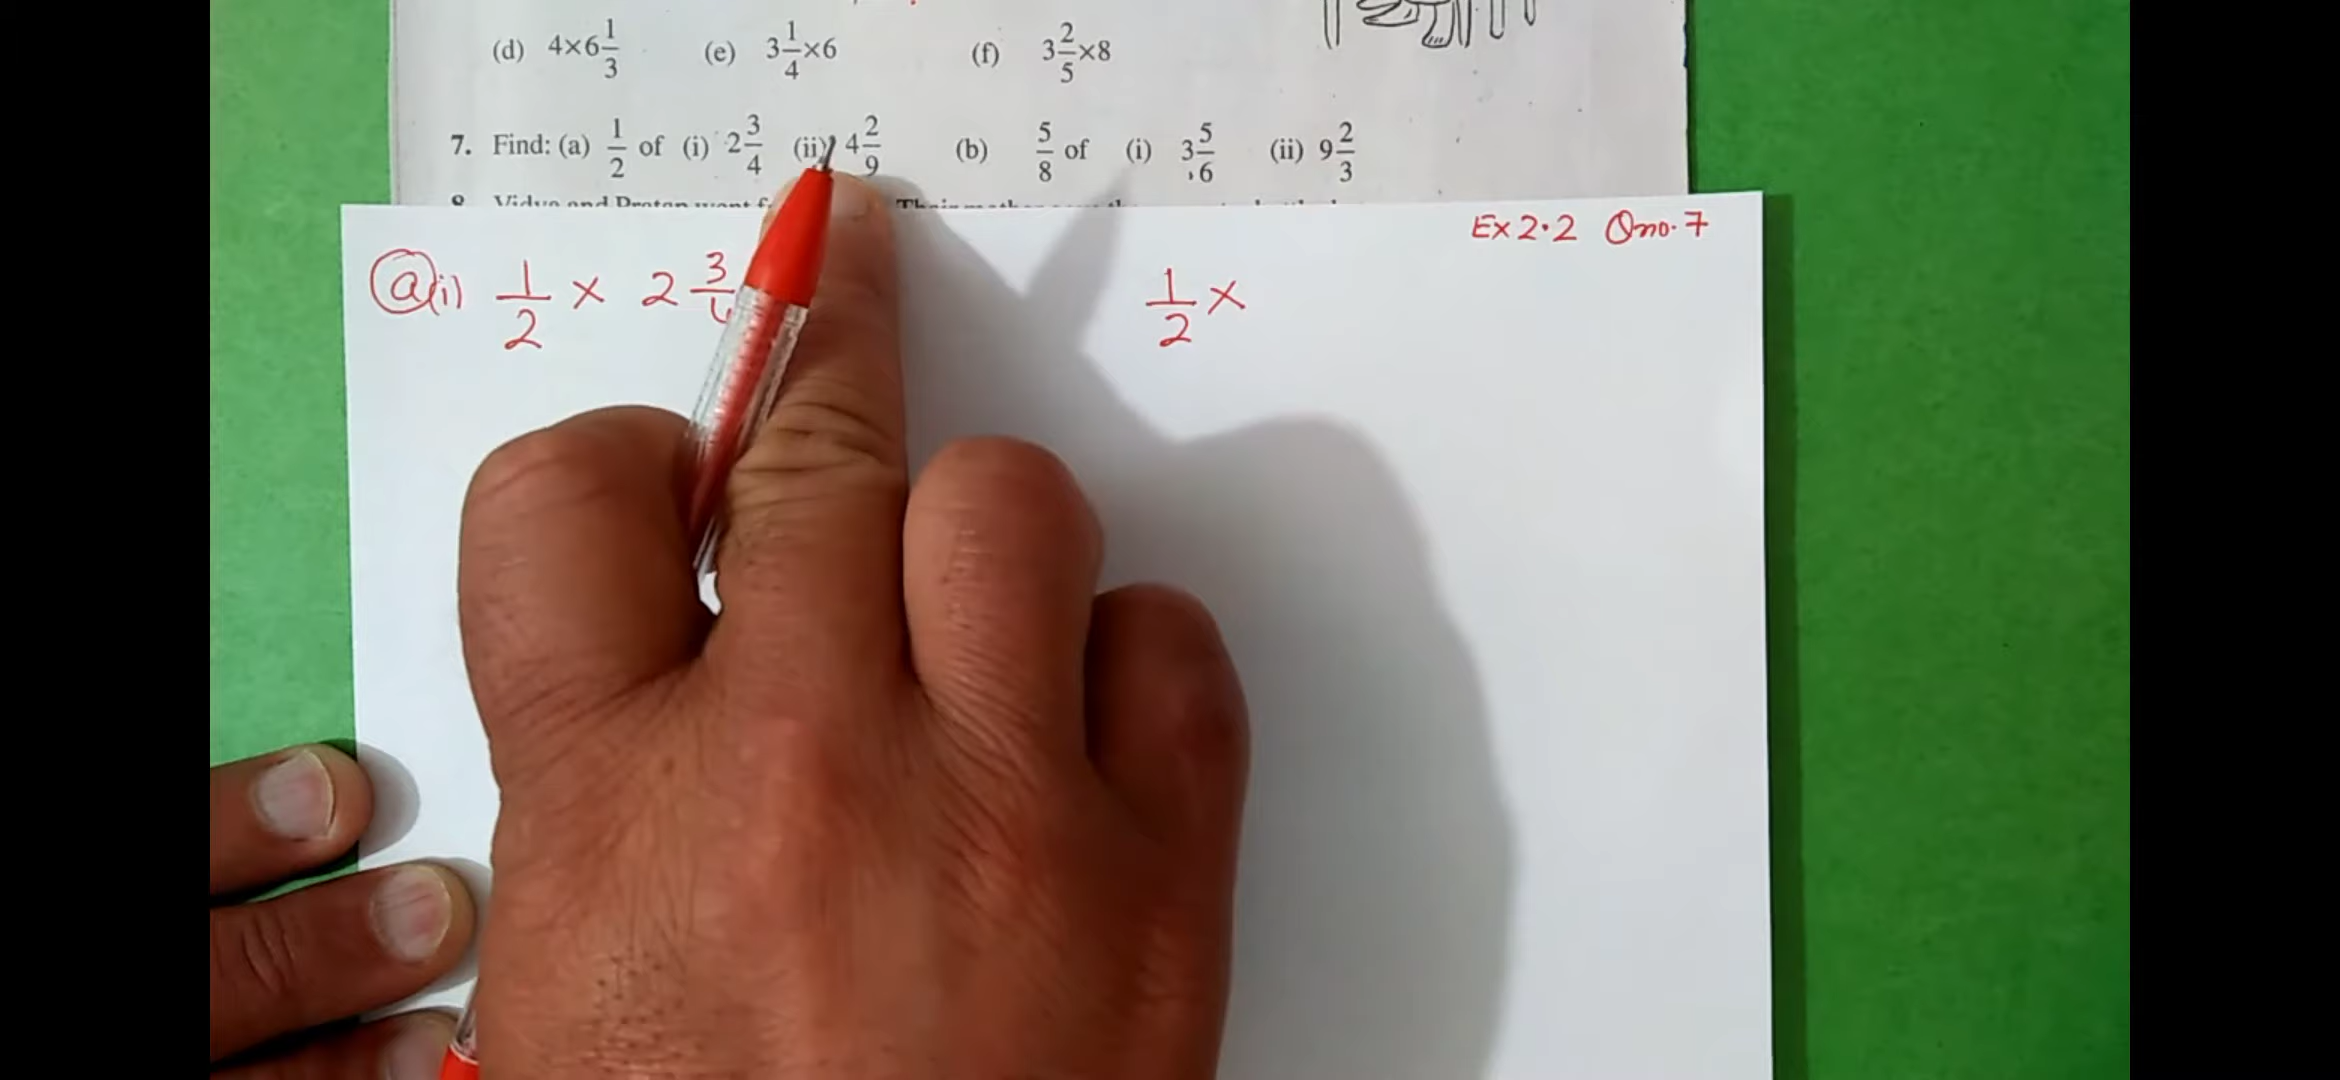 (d) 4×6 1/3 (e) 3 1/4 ×6 (f) 3 2/5 ×8
7. Find: (a) 1/2 of (i) 2 3/4 (ii) 4 2/9 (b) 5/8 of (i) 3 5/6 (ii) 9 2/3
Ex 2.2 Qno. 7
a (i) 1/2 × 2 3/4 1/2 ×